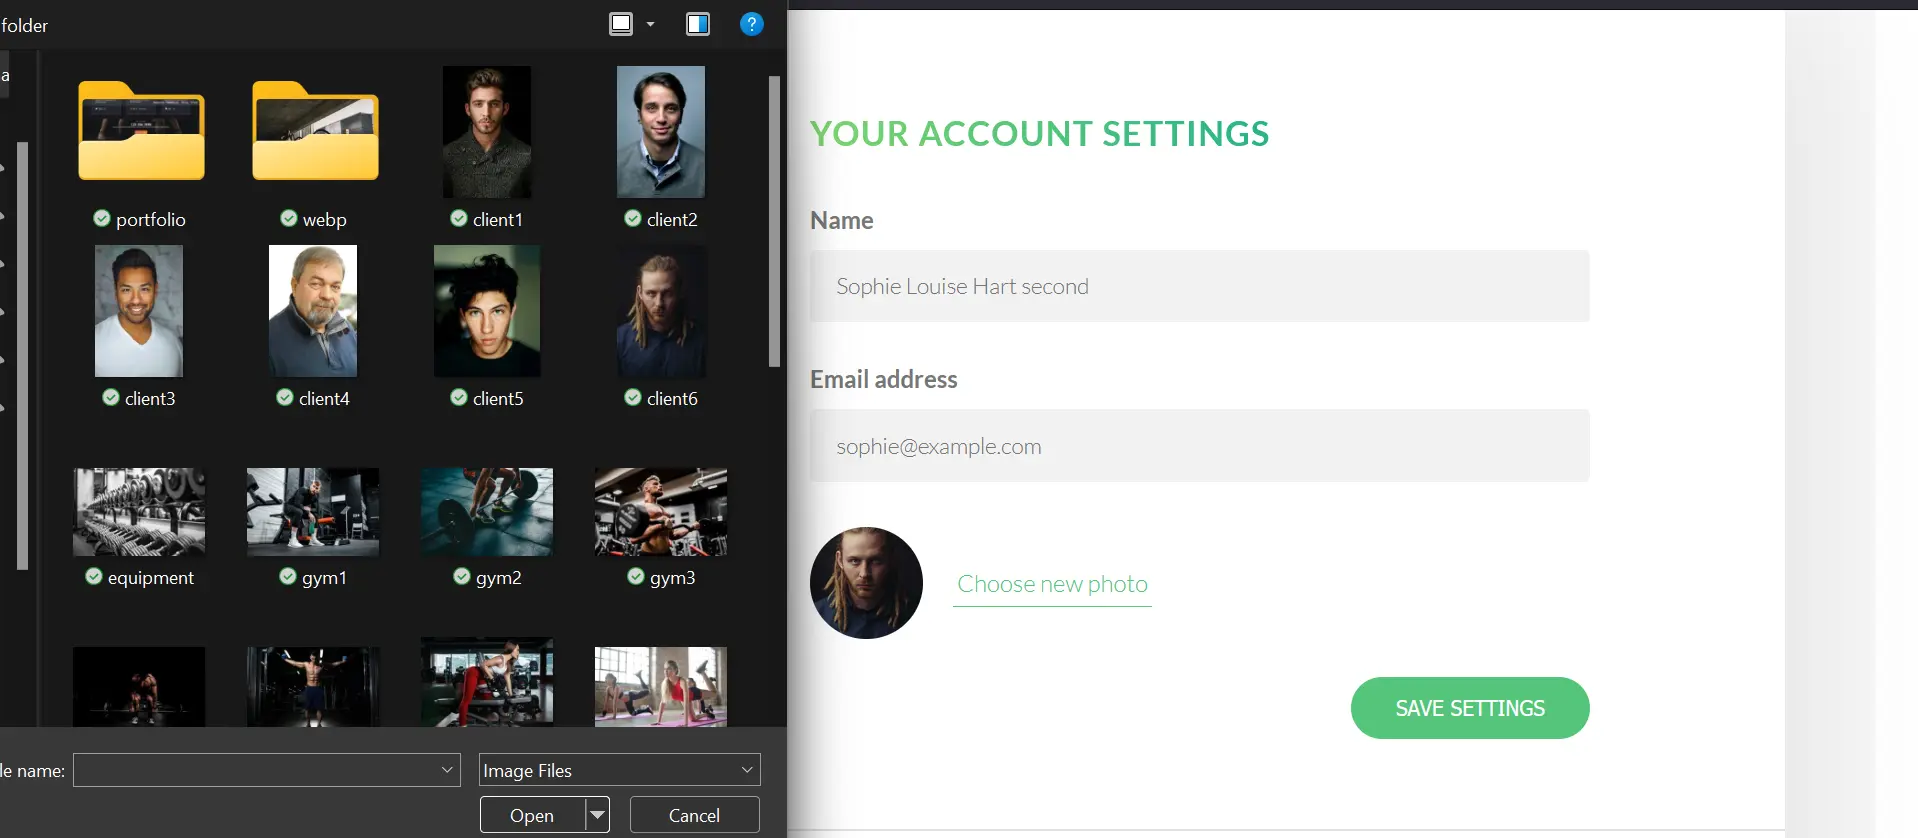 folder
a
portfolio
webp
client1
client2
client3
client4
client5
client6
equipment
gym1
gym2
gym3
le name:
Image Files
Open
Cancel
YOUR ACCOUNT SETTINGS
Name
Sophie Louise Hart second
Email address
sophie@example.com
Choose new photo
SAVE SETTINGS